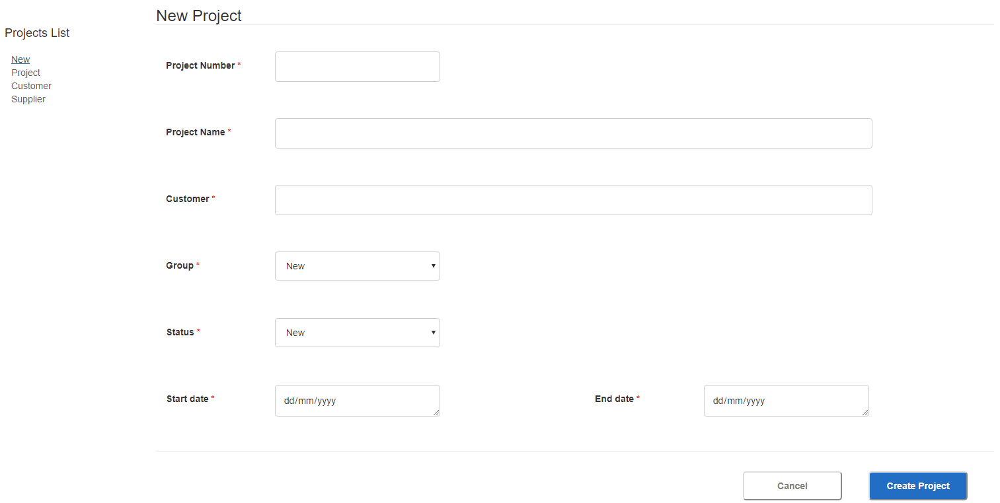 New Project
Projects List
New
Project
Customer
Supplier
Project Number *
Project Name *
Customer *
Group *
New
Status *
New
Start date *
dd/mm/yyyy
End date *
dd/mm/yyyy
Cancel
Create Project